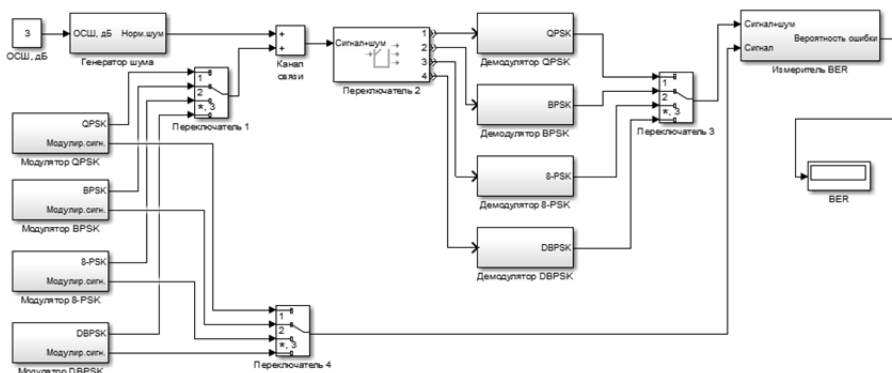 3
ОСШ, дБ
ОСШ, дБ
Норм.шум
Генератор шума
+
+
Канал
связи
Сигнал+шум
1
2
3
4
Переключатель 2
QPSK
Демодулятор QPSK
BPSK
Демодулятор BPSK
8-PSK
Демодулятор 8-PSK
DBPSK
Демодулятор DBPSK
1
2
*, 3
Переключатель 1
1
2
*, 3
Переключатель 3
Сигнал+шум
Вероятность ошибки
Сигнал
Измеритель BER
BER
QPSK
Модулир.сигн.
Модулятор QPSK
BPSK
Модулир.сигн.
Модулятор BPSK
8-PSK
Модулир.сигн.
Модулятор 8-PSK
DBPSK
Модулир.сигн.
Модулятор DBPSK
1
2
*, 3
Переключатель 4